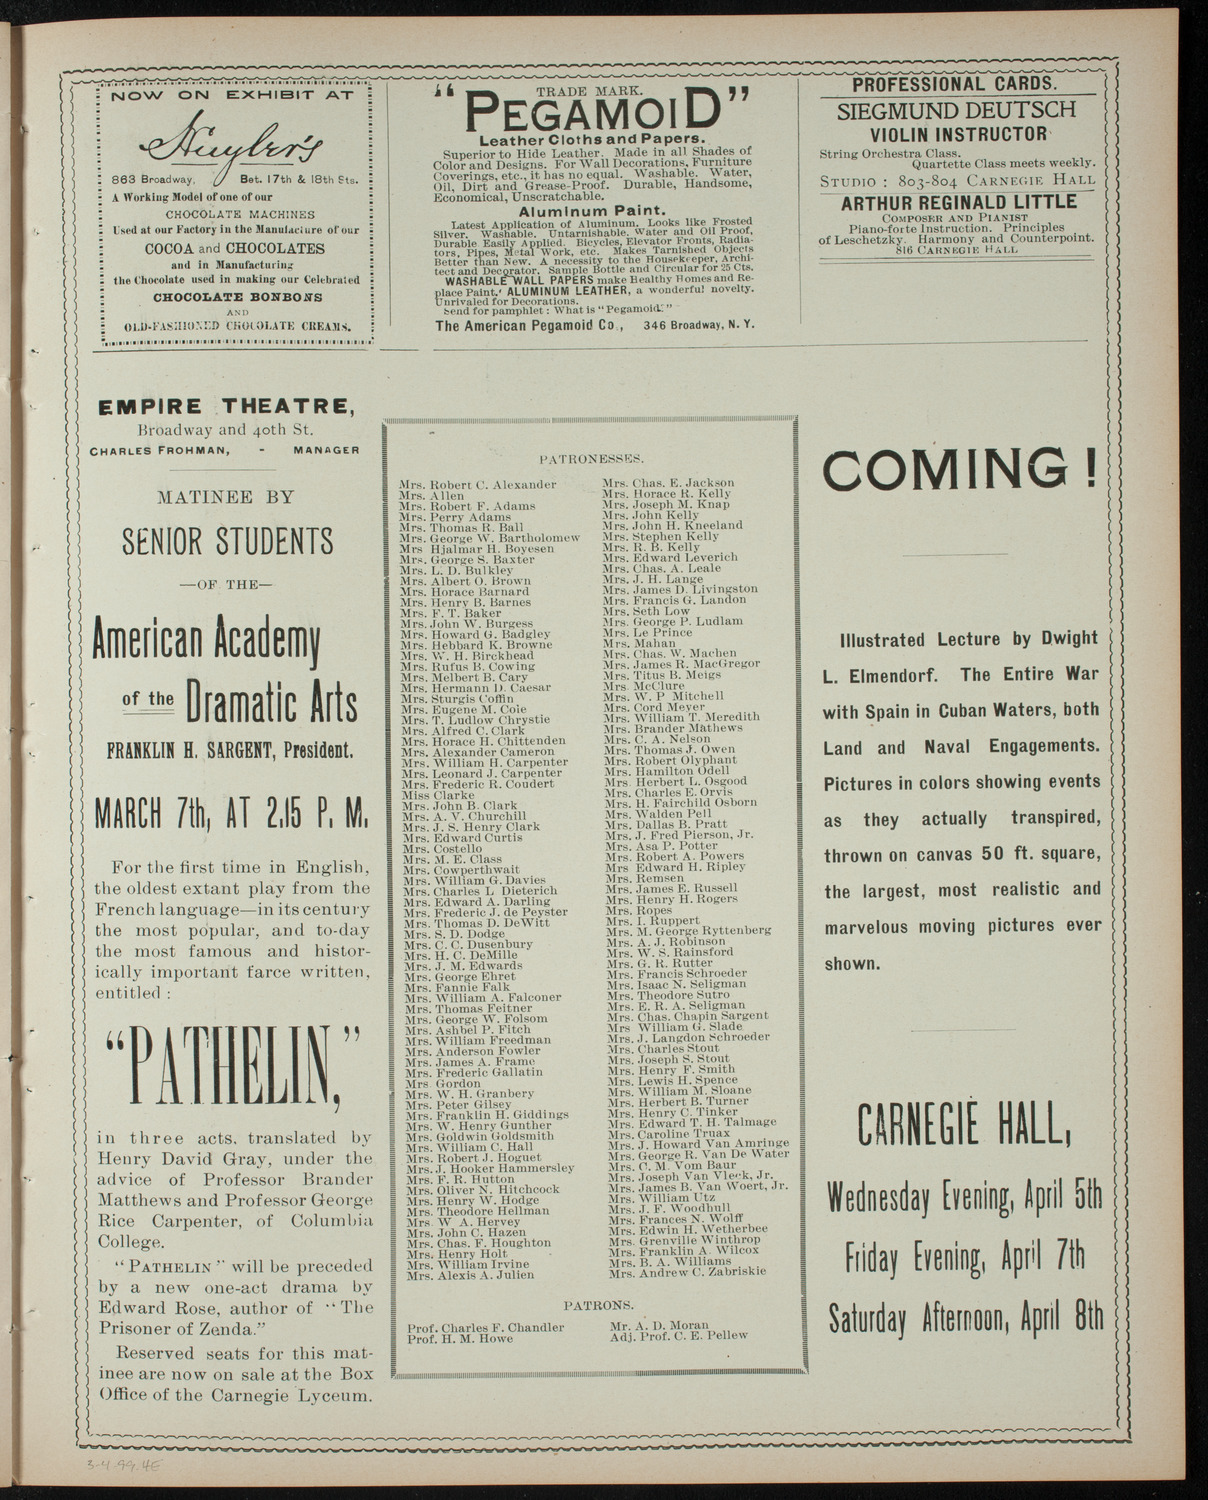 NOW ON EXHIBIT AT
Huyler's
863 Broadway, Bet. 17th & 18th Sts.
A Working Model of one of our
CHOCOLATE MACHINES
Used at our Factory in the Manufacture of our
COCOA and CHOCOLATES
and in Manufacturing
the Chocolate used in making our Celebrated
CHOCOLATE BONBONS
AND
OLD-FASHIONED CHOCOLATE CREAMS.
TRADE MARK.
"PEGAMOID"
Leather Cloths and Papers.
Superior to Hide Leather. Made in all Shades of
Color and Designs. For Wall Decorations, Furniture
Coverings, etc., it has no equal. Washable. Water,
Oil, Dirt and Grease-Proof. Durable, Handsome,
Economical, Unscratchable.
Aluminum Paint.
Latest Application of Aluminum. Looks like Frosted
Silver. Washable. Untarnishable. Water and Oil Proof,
Durable Easily Applied. Bicycles, Elevator Fronts, Radia-
tors, Pipes, Metal Work, etc. Makes Tarnished Objects
Better than New. A necessity to the Housekeeper, Archi-
tect and Decorator. Sample Bottle and Circular for 25 Cts.
WASHABLE WALL PAPERS make Healthy Homes and Re-
place Paint. ALUMINUM LEATHER, a wonderful novelty.
Unrivaled for Decorations.
Send for pamphlet: What is "Pegamoid."
The American Pegamoid Co., 346 Broadway, N. Y.
PROFESSIONAL CARDS.
SIEGMUND DEUTSCH
VIOLIN INSTRUCTOR
String Orchestra Class.
Quartette Class meets weekly.
STUDIO: 803-804 CARNEGIE HALL
ARTHUR REGINALD LITTLE
COMPOSER AND PIANIST
Piano-forte Instruction. Principles
of Leschetzky. Harmony and Counterpoint.
816 CARNEGIE HALL
EMPIRE THEATRE,
Broadway and 40th St.
CHARLES FROHMAN, - MANAGER
MATINEE BY
SENIOR STUDENTS
—OF THE—
American Academy
of the Dramatic Arts
FRANKLIN H. SARGENT, President.
MARCH 7th, AT 2.15 P. M.
For the first time in English,
the oldest extant play from the
French language—in its century
the most popular, and to-day
the most famous and histor-
ically important farce written,
entitled:
"PATHELIN,"
in three acts, translated by
Henry David Gray, under the
advice of Professor Brander
Matthews and Professor George
Rice Carpenter, of Columbia
College.
"PATHELIN" will be preceded
by a new one-act drama by
Edward Rose, author of "The
Prisoner of Zenda."
Reserved seats for this mat-
inee are now on sale at the Box
Office of the Carnegie Lyceum.
PATRONESSES.
Mrs. Robert C. Alexander
Mrs. Allen
Mrs. Robert F. Adams
Mrs. Perry Adams
Mrs. Thomas R. Ball
Mrs. George W. Bartholomew
Mrs Hjalmar H. Boyesen
Mrs. George S. Baxter
Mrs. L. D. Bulkley
Mrs. Albert O. Brown
Mrs. Horace Barnard
Mrs. Henry B. Barnes
Mrs. F. T. Baker
Mrs. John W. Burgess
Mrs. Howard G. Badgley
Mrs. Hebbard K. Browne
Mrs. W. H. Birckhead
Mrs. Rufus B. Cowing
Mrs. Melbert B. Cary
Mrs. Hermann D. Caesar
Mrs. Sturgis Coffin
Mrs. Eugene M. Cole
Mrs. T. Ludlow Chrystie
Mrs. Alfred C. Clark
Mrs. Horace H. Chittenden
Mrs. Alexander Cameron
Mrs. William H. Carpenter
Mrs. Leonard J. Carpenter
Mrs. Frederic R. Coudert
Miss Clarke
Mrs. John B. Clark
Mrs. A. V. Churchill
Mrs. J. S. Henry Clark
Mrs. Edward Curtis
Mrs. Costello
Mrs. M. E. Class
Mrs. Cowperthwait
Mrs. William G. Davies
Mrs. Charles L. Dieterich
Mrs. Edward A. Darling
Mrs. Frederic J. de Peyster
Mrs. Thomas D. DeWitt
Mrs. S. D. Dodge
Mrs. C. C. Dusenbury
Mrs. H. C. DeMille
Mrs. J. M. Edwards
Mrs. George Ehret
Mrs. Fannie Falk
Mrs. William A. Falconer
Mrs. Thomas Feitner
Mrs. George W. Folsom
Mrs. Ashbel P. Fitch
Mrs. William Freedman
Mrs. Anderson Fowler
Mrs. James A. Frame
Mrs. Frederic Gallatin
Mrs. Gordon
Mrs. W. H. Granbery
Mrs. Peter Gilsey
Mrs. Franklin H. Giddings
Mrs. W. Henry Gunther
Mrs. Goldwin Goldsmith
Mrs. William C. Hall
Mrs. Robert J. Hoguet
Mrs. J. Hooker Hammersley
Mrs. F. R. Hutton
Mrs. Oliver N. Hitchcock
Mrs. Henry W. Hodge
Mrs. Theodore Hellman
Mrs. W A. Hervey
Mrs. John C. Hazen
Mrs. Chas. F. Houghton
Mrs. Henry Holt
Mrs. William Irvine
Mrs. Alexis A. Julien
Mrs. Chas. E. Jackson
Mrs. Horace R. Kelly
Mrs. Joseph M. Knap
Mrs. John Kelly
Mrs. John H. Kneeland
Mrs. Stephen Kelly
Mrs. R. B. Kelly
Mrs. Edward Leverich
Mrs. Chas. A. Leale
Mrs. J. H. Lange
Mrs. James D. Livingston
Mrs. Francis G. Landon
Mrs. Seth Low
Mrs. George P. Ludlam
Mrs. Le Prince
Mrs. Mahan
Mrs. Chas. W. Machen
Mrs. James R. MacGregor
Mrs. Titus B. Meigs
Mrs McClure
Mrs. W. P Mitchell
Mrs. Cord Meyer
Mrs. William T. Meredith
Mrs. Brander Mathews
Mrs. C. A. Nelson
Mrs. Thomas J. Owen
Mrs. Robert Olyphant
Mrs. Hamilton Odell
Mrs Herbert L. Osgood
Mrs. Charles E. Orvis
Mrs. H. Fairchild Osborn
Mrs. Walden Pell
Mrs. Dallas B. Pratt
Mrs. J. Fred Pierson, Jr.
Mrs. Asa P. Potter
Mrs. Robert A. Powers
Mrs Edward H. Ripley
Mrs. Remsen
Mrs. James E. Russell
Mrs. Henry H. Rogers
Mrs. Ropes
Mrs. I. Ruppert
Mrs. M. George Ryttenberg
Mrs. A. J. Robinson
Mrs. W. S. Rainsford
Mrs. G. R. Rutter
Mrs. Francis Schroeder
Mrs. Isaac N. Seligman
Mrs. Theodore Sutro
Mrs. E. R. A. Seligman
Mrs. Chas. Chapin Sargent
Mrs William G. Slade
Mrs. J. Langdon Schroeder
Mrs. Charles Stout
Mrs. Joseph S. Stout
Mrs. Henry F. Smith
Mrs. Lewis H. Spence
Mrs. William M. Sloane
Mrs. Herbert B. Turner
Mrs. Henry C. Tinker
Mrs. Edward T. H. Talmage
Mrs. Caroline Truax
Mrs. J. Howard Van Amringe
Mrs. George R. Van De Water
Mrs. C. M. Vom Baur
Mrs. Joseph Van Vleck, Jr.
Mrs. James B. Van Woert, Jr.
Mrs. William Utz
Mrs. J. F. Woodhull
Mrs. Frances N. Wolff
Mrs. Edwin H. Wetherbee
Mrs. Grenville Winthrop
Mrs. Franklin A. Wilcox
Mrs. B. A. Williams
Mrs. Andrew C. Zabriskie
PATRONS.
Prof. Charles F. Chandler
Prof. H. M. Howe
Mr. A. D. Moran
Adj. Prof. C. E. Pellew
COMING!
Illustrated Lecture by Dwight
L. Elmendorf. The Entire War
with Spain in Cuban Waters, both
Land and Naval Engagements.
Pictures in colors showing events
as they actually transpired,
thrown on canvas 50 ft. square,
the largest, most realistic and
marvelous moving pictures ever
shown.
CARNEGIE HALL,
Wednesday Evening, April 5th
Friday Evening, April 7th
Saturday Afternoon, April 8th
3-4.99.4E